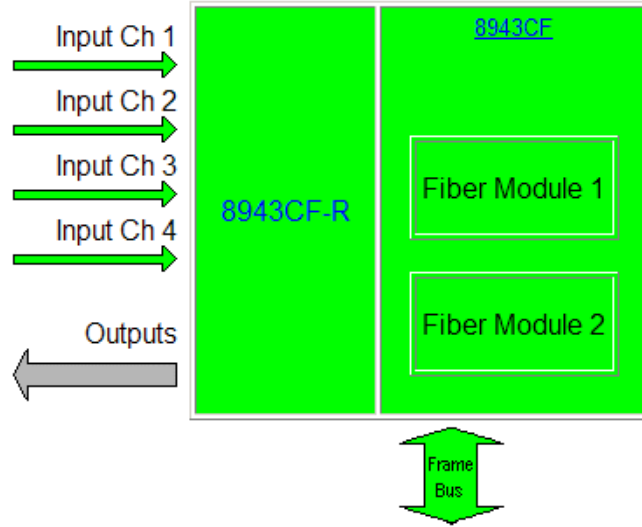 Input Ch 1
Input Ch 2
Input Ch 3
Input Ch 4
Outputs
8943CF-R
8943CF
Fiber Module 1
Fiber Module 2
Frame
Bus